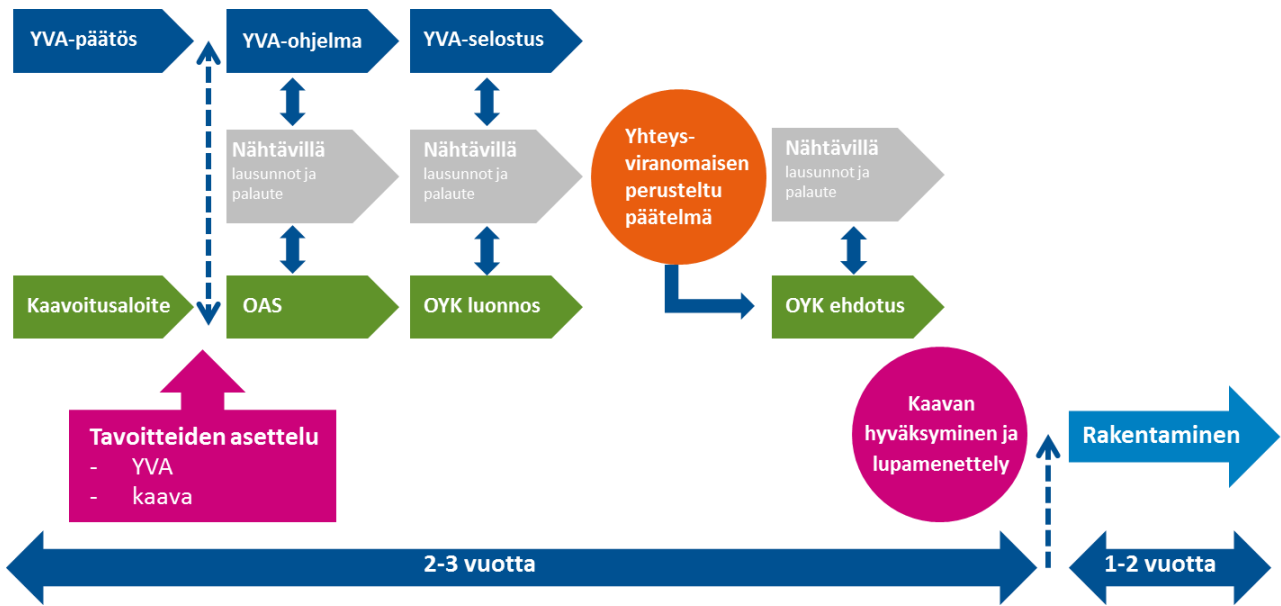 YVA-päätös
YVA-ohjelma
YVA-selostus
Nähtävillä
lausunnot ja
palaute
Nähtävillä
lausunnot ja
palaute
Yhteys-
viranomaisen
perusteltu
päätelmä
Nähtävillä
lausunnot ja
palaute
Kaavoitusaloite
OAS
OYK luonnos
OYK ehdotus
Tavoitteiden asettelu
- YVA
- kaava
Kaavan
hyväksyminen ja
lupamenettely
Rakentaminen
2-3 vuotta
1-2 vuotta